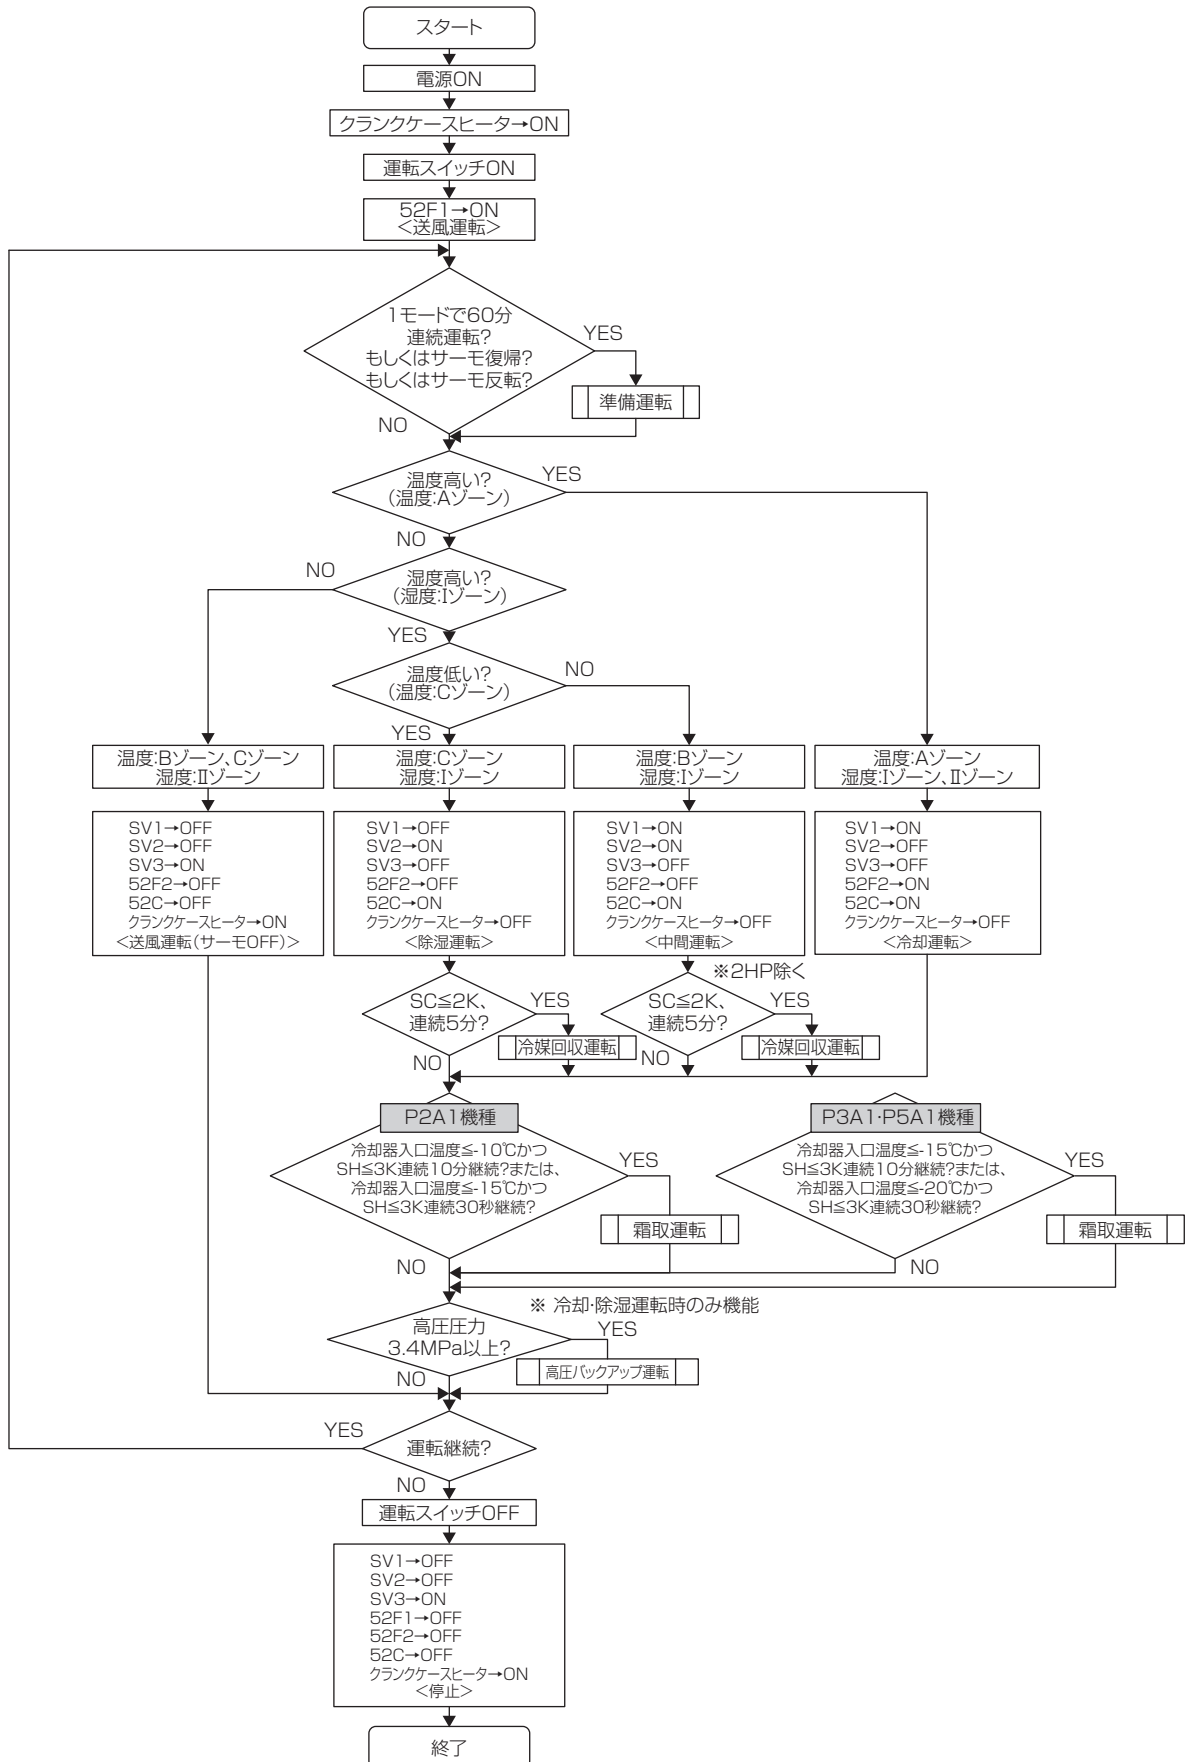 スタート
電源ON
クランクケースヒータ→ON
運転スイッチON
52F1→ON
<送風運転>
1モードで60分
連続運転?
もしくはサーモ復帰?
もしくはサーモ反転?
YES
準備運転
NO
温度高い?
(温度:Aゾーン)
YES
NO
湿度高い?
(湿度:Iゾーン)
NO
YES
温度低い?
(温度:Cゾーン)
NO
YES
温度:Bゾーン、Cゾーン
湿度:Ⅱゾーン
温度:Cゾーン
湿度:Iゾーン
温度:Bゾーン
湿度:Iゾーン
温度:Aゾーン
湿度:Iゾーン、Ⅱゾーン
SV1→OFF
SV2→OFF
SV3→ON
52F2→OFF
52C→OFF
クランクケースヒーター→ON
<送風運転(サーモOFF)>
SV1→OFF
SV2→ON
SV3→OFF
52F2→OFF
52C→ON
クランクケースヒーター→OFF
<除湿運転>
SV1→ON
SV2→ON
SV3→OFF
52F2→OFF
52C→ON
クランクケースヒーター→OFF
<中間運転>
SV1→ON
SV2→OFF
SV3→OFF
52F2→ON
52C→ON
クランクケースヒーター→OFF
<冷却運転>
※2HP除く
SC≦2K、
連続5分?
YES
冷媒回収運転
NO
SC≦2K、
連続5分?
YES
冷媒回収運転
NO
P2A1機種
冷却器入口温度≦-10℃かつ
SH≦3K連続10分継続?または、
冷却器入口温度≦-15℃かつ
SH≦3K連続30秒継続?
YES
霜取運転
NO
P3A1・P5A1機種
冷却器入口温度≦-15℃かつ
SH≦3K連続10分継続?または、
冷却器入口温度≦-20℃かつ
SH≦3K連続30秒継続?
YES
霜取運転
NO
※ 冷却・除湿運転時のみ機能
高圧圧力
3.4MPa以上?
YES
高圧バックアップ運転
NO
運転継続?
YES
NO
運転スイッチOFF
SV1→OFF
SV2→OFF
SV3→ON
52F1→OFF
52F2→OFF
52C→OFF
クランクケースヒーター→ON
<停止>
終了